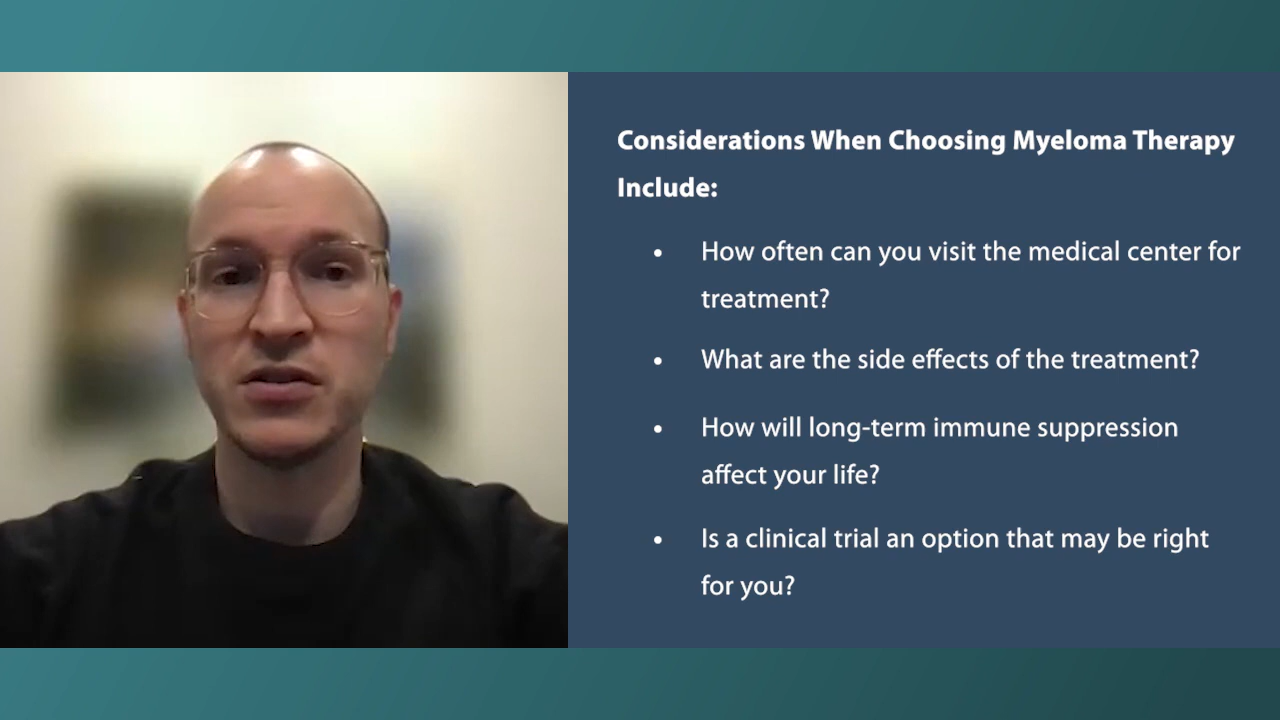 Considerations When Choosing Myeloma Therapy
Include:
• How often can you visit the medical center for
treatment?
• What are the side effects of the treatment?
• How will long-term immune suppression
affect your life?
• Is a clinical trial an option that may be right
for you?